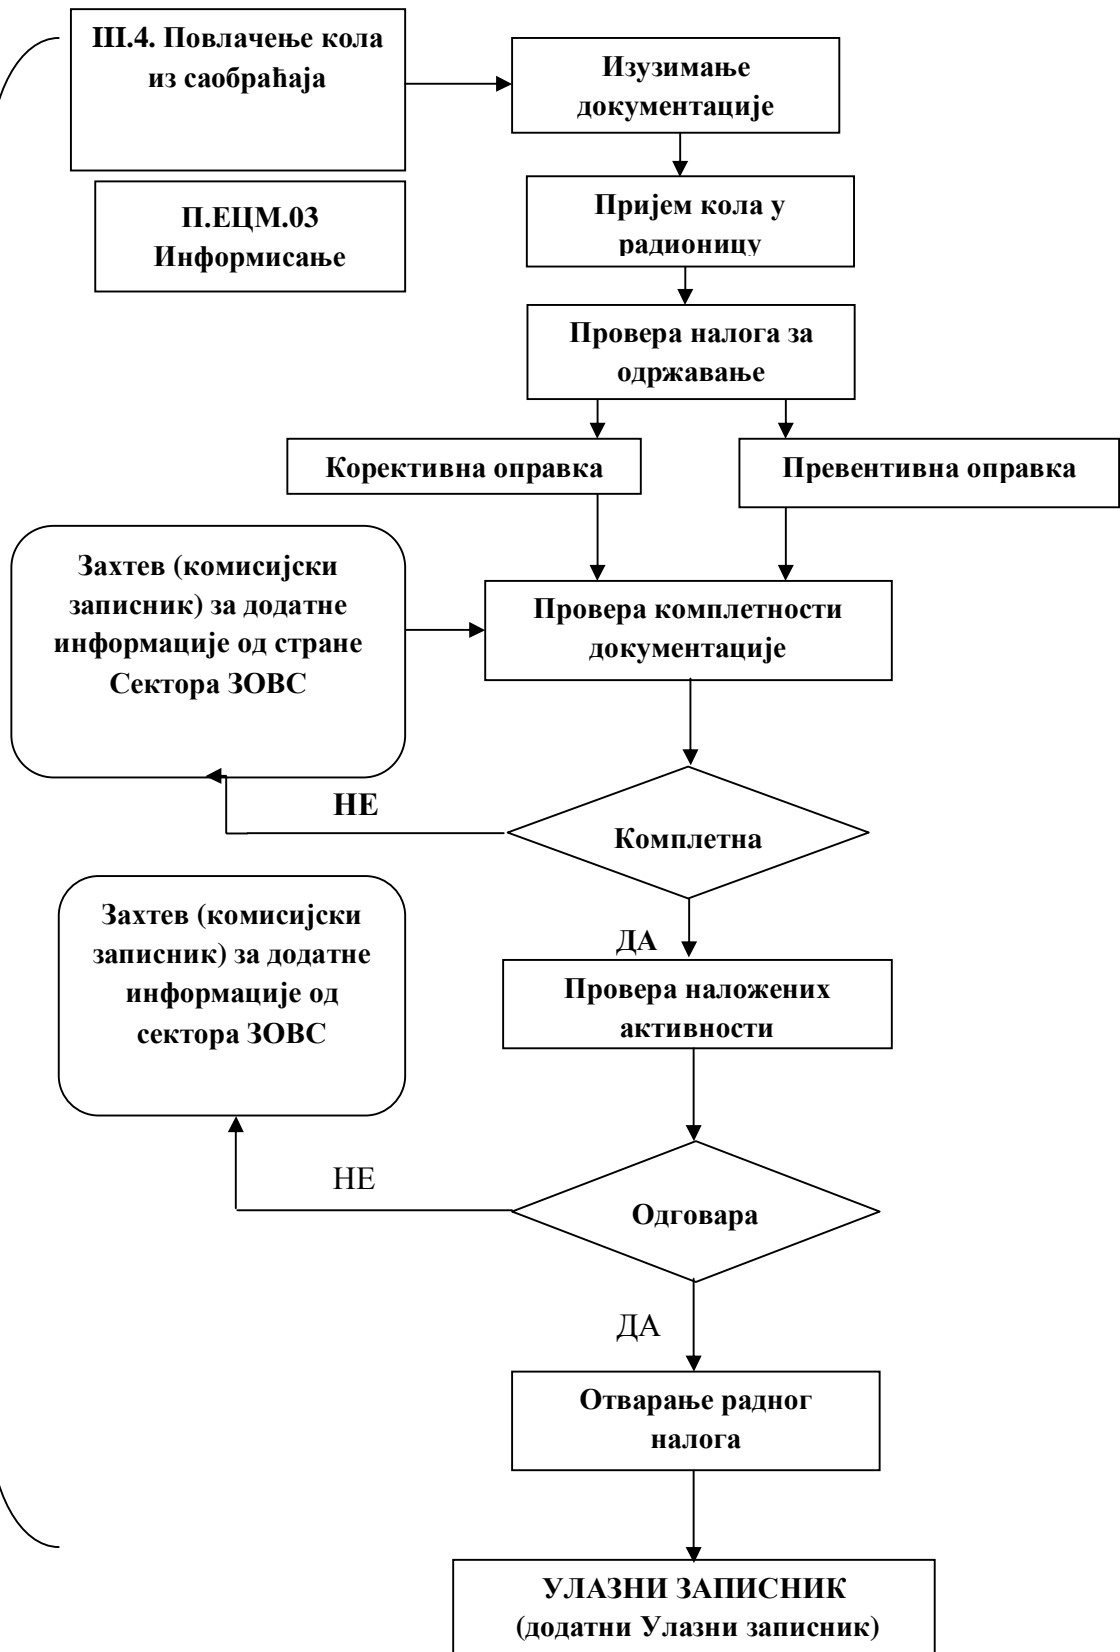 III.4. Повлачење кола
из саобраћаја
Изузимање
документације
П.ЕЦМ.03
Информисање
Пријем кола у
радионицу
Провера налога за
одржавање
Корективна оправка
Превентивна оправка
Захтев (комисијски
записник) за додатне
информације од стране
Сектора ЗОВС
Провера комплетности
документације
НЕ
Комплетна
ДА
Захтев (комисијски
записник) за додатне
информације од
сектора ЗОВС
Провера наложених
активности
НЕ
Одговара
ДА
Отварање радног
налога
УЛАЗНИ ЗАПИСНИК
(додатни Улазни записник)